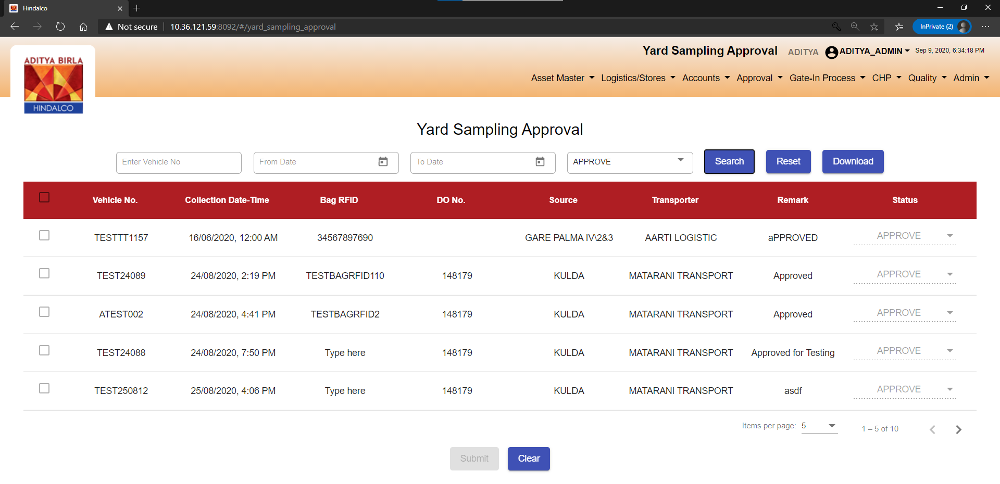 Hindalco
Not secure 10.36.121.59:8092/#/yard_sampling_approval InPrivate (2)
ADITYA BIRLA
HINDALCO
Yard Sampling Approval ADITYA ADITYA_ADMIN Sep 9, 2020, 6:34:18 PM
Asset Master Logistics/Stores Accounts Approval Gate-In Process CHP Quality Admin
Yard Sampling Approval
Enter Vehicle No From Date To Date APPROVE Search Reset Download
Vehicle No. Collection Date-Time Bag RFID DO No. Source Transporter Remark Status
TESTTT1157 16/06/2020, 12:00 AM 34567897690 GARE PALMA IV\2&3 AARTI LOGISTIC aPPROVED APPROVE
TEST24089 24/08/2020, 2:19 PM TESTBAGRFID110 148179 KULDA MATARANI TRANSPORT Approved APPROVE
ATEST002 24/08/2020, 4:41 PM TESTBAGRFID2 148179 KULDA MATARANI TRANSPORT Approved APPROVE
TEST24088 24/08/2020, 7:50 PM Type here 148179 KULDA MATARANI TRANSPORT Approved for Testing APPROVE
TEST250812 25/08/2020, 4:06 PM Type here 148179 KULDA MATARANI TRANSPORT asdf APPROVE
Items per page: 5 1 – 5 of 10
Submit Clear